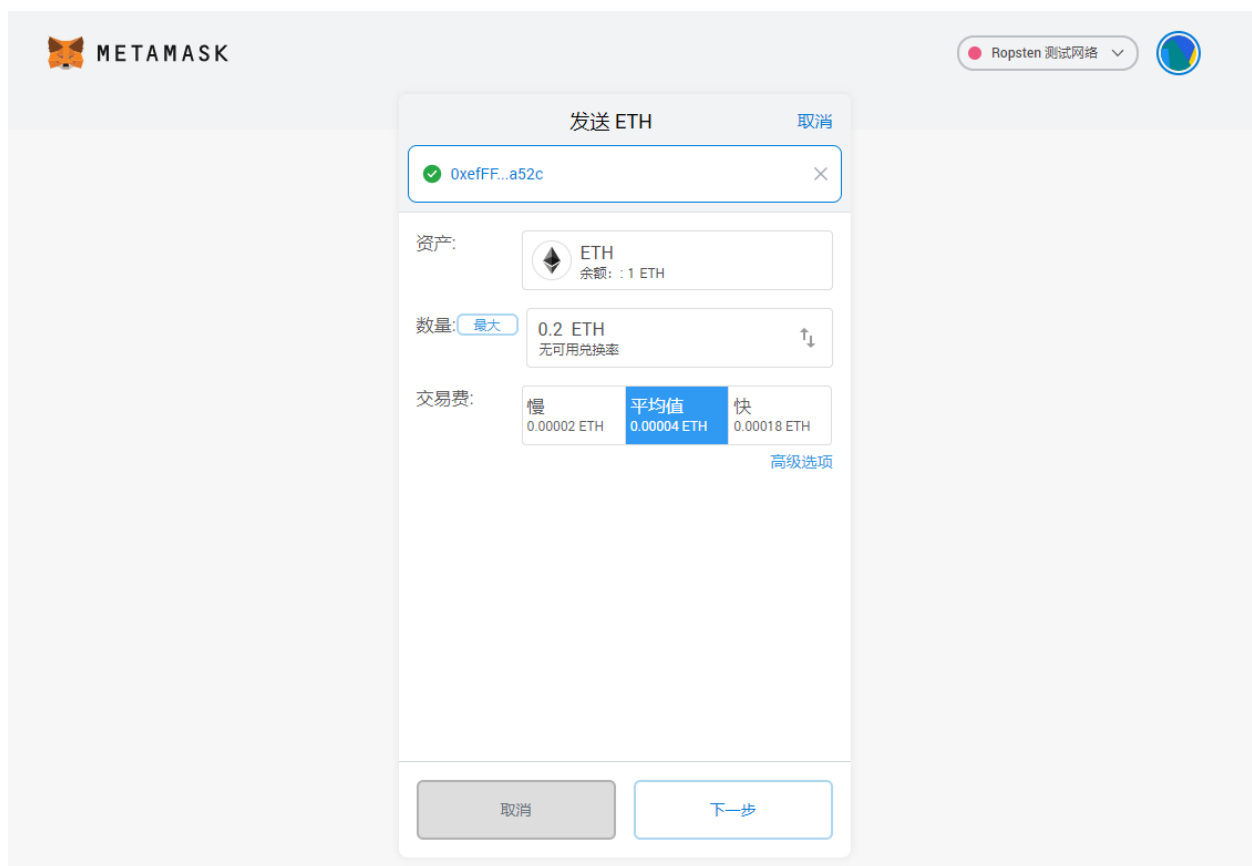 METAMASK
Ropsten 测试网络
发送 ETH
取消
0xefFF...a52c
资产:
ETH
余额: : 1 ETH
数量:
最大
0.2 ETH
无可用兑换率
交易费:
慢
0.00002 ETH
平均值
0.00004 ETH
快
0.00018 ETH
高级选项
取消
下一步